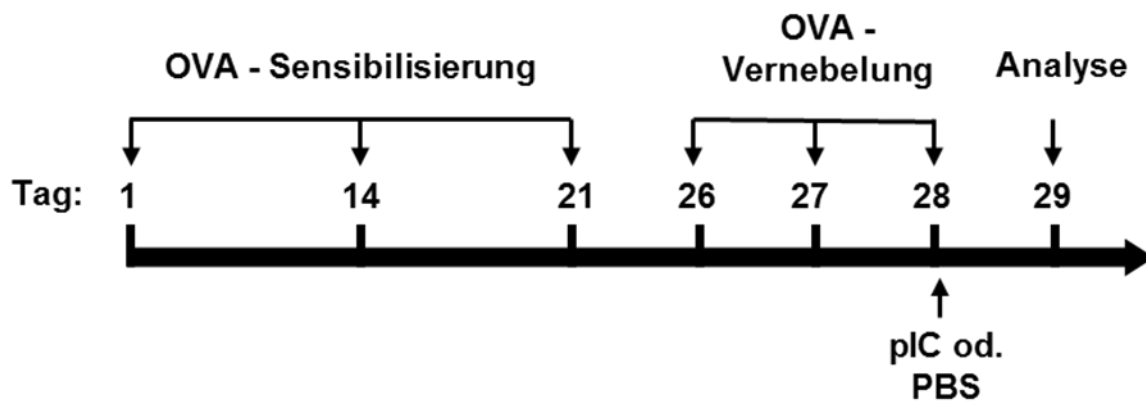 OVA - Sensibilisierung
OVA -
Vernebelung
Analyse
Tag: 1 14 21 26 27 28 29
pIC od.
PBS